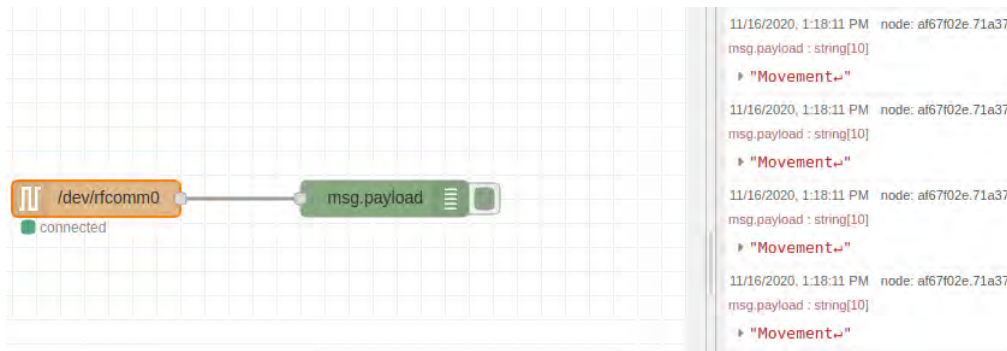 /dev/rfcomm0
msg.payload
connected
11/16/2020, 1:18:11 PM node: af67f02e.71a37
msg.payload : string[10]
"Movement↵"
11/16/2020, 1:18:11 PM node: af67f02e.71a37
msg.payload : string[10]
"Movement↵"
11/16/2020, 1:18:11 PM node: af67f02e.71a37
msg.payload : string[10]
"Movement↵"
11/16/2020, 1:18:11 PM node: af67f02e.71a37
msg.payload : string[10]
"Movement↵"